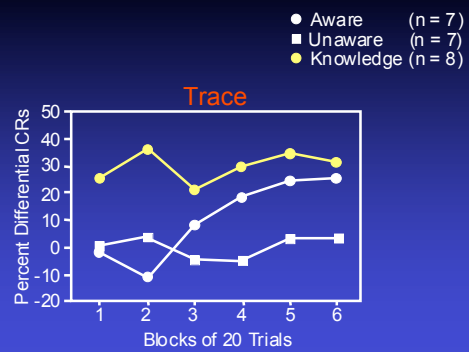 Aware (n = 7)
Unaware (n = 7)
Knowledge (n = 8)
Trace
Percent Differential CRs
50
40
30
20
10
0
-10
-20
1 2 3 4 5 6
Blocks of 20 Trials